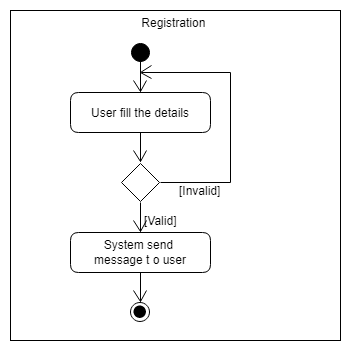 Registration
User fill the details
[Invalid]
[Valid]
System send
message t o user